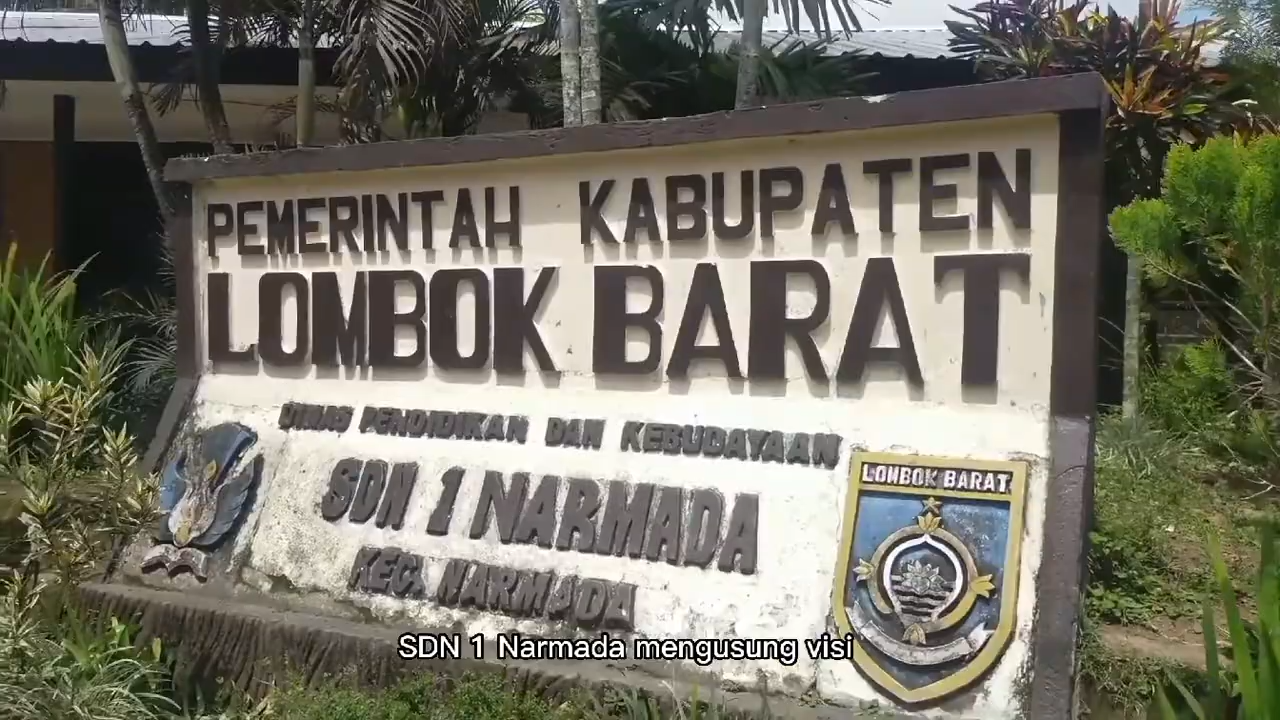 PEMERINTAH KABUPATEN
LOMBOK BARAT
DINAS PENDIDIKAN DAN KEBUDAYAAN
SDN 1 NARMADA
KEC. NARMADA
LOMBOK BARAT
SDN 1 Narmada mengusung visi